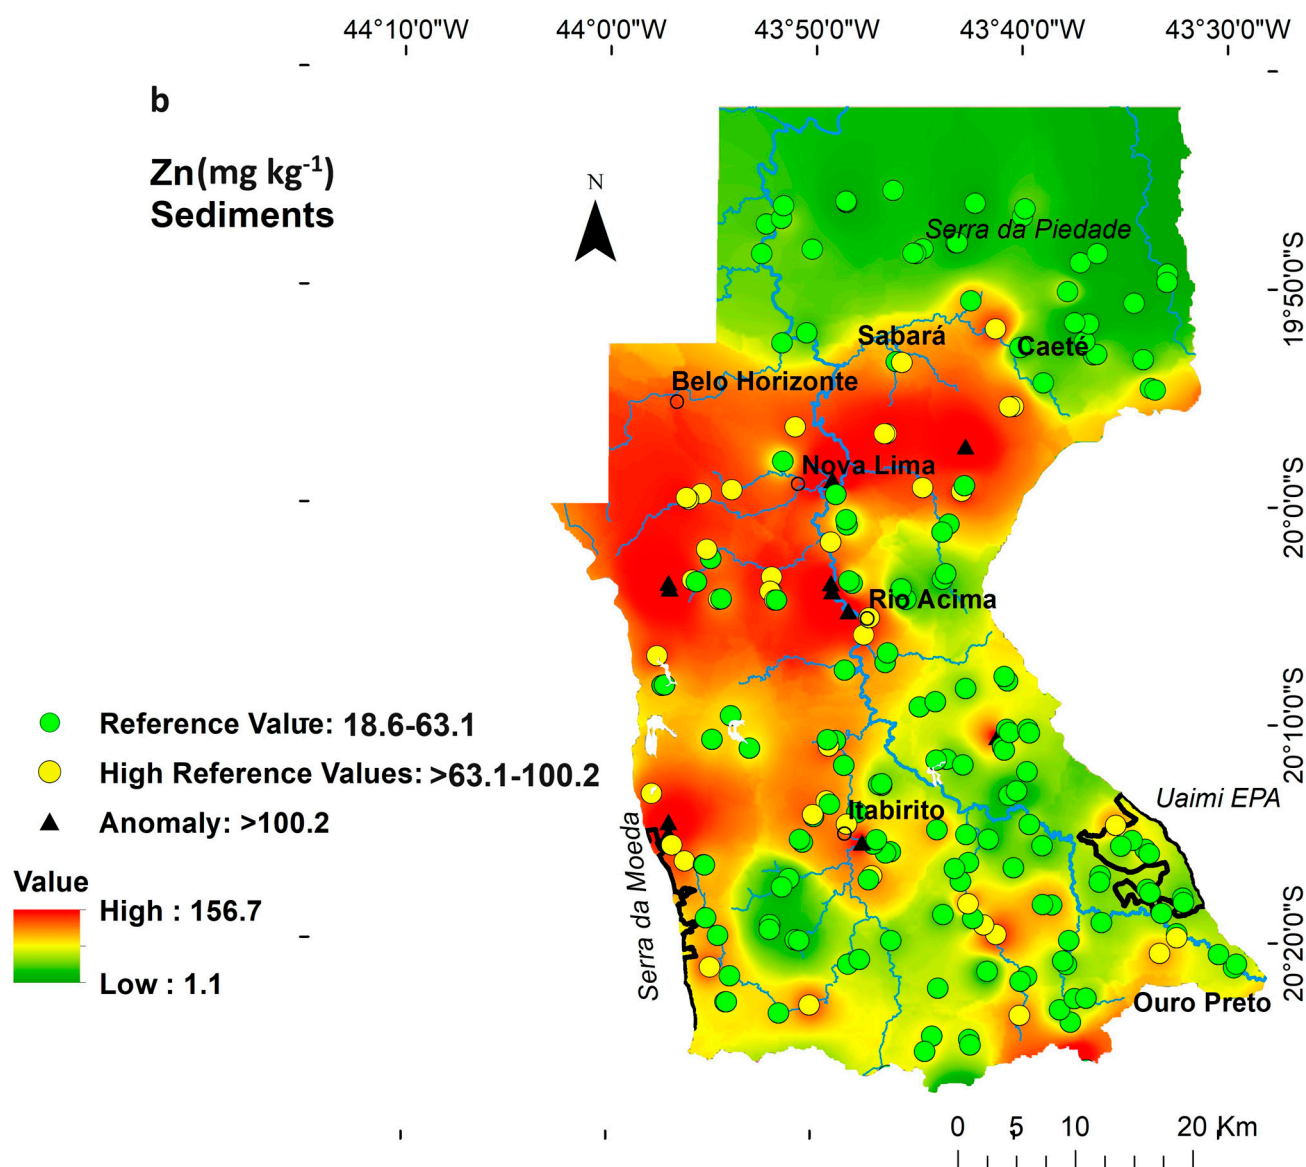 44°10'0"W 44°0'0"W 43°50'0"W 43°40'0"W 43°30'0"W
b
Zn(mg kg-1)
Sediments
N
Serra da Piedade
19°50'0"S
Sabará
Caeté
Belo Horizonte
Nova Lima
20°0'0"S
Rio Acima
20°10'0"S
Reference Value: 18.6-63.1
High Reference Values: >63.1-100.2
Anomaly: >100.2
Uaimi EPA
Itabirito
Serra da Moeda
Value
High : 156.7
Low : 1.1
20°20'0"S
Ouro Preto
0 5 10 20 Km